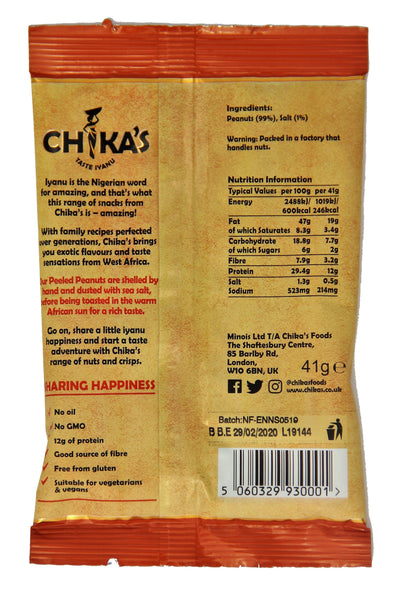 CHIKA'S
TASTE IYANU
Iyanu is the Nigerian word
for amazing, and that's what
this range of snacks from
Chika's is – amazing!
With family recipes perfected
over generations, Chika's brings
you exotic flavours and taste
sensations from West Africa.
Our Peeled Peanuts are shelled by
hand and dusted with sea salt,
before being toasted in the warm
African sun for a rich taste.
Go on, share a little iyanu
happiness and start a taste
adventure with Chika's
range of nuts and crisps.
SHARING HAPPINESS
✓ No oil
✓ No GMO
✓ 12g of protein
✓ Good source of fibre
✓ Free from gluten
✓ Suitable for vegetarians
& vegans
Ingredients:
Peanuts (99%), Salt (1%)
Warning: Packed in a factory that
handles nuts.
Nutrition Information
Typical Values per 100g per 41g
Energy 2488kJ/ 1019kJ/
600kcal 246kcal
Fat 47g 19g
of which Saturates 8.3g 3.4g
Carbohydrate 18.8g 7.7g
of which Sugars 6g 2g
Fibre 7.9g 3.2g
Protein 29.4g 12g
Salt 1.3g 0.5g
Sodium 523mg 214mg
Minois Ltd T/A Chika's Foods
The Shaftesbury Centre,
85 Barlby Rd,
London,
W10 6BN, UK
41g e
@chikasfoods
www.chikas.co.uk
Batch:NF-ENNS0519
B B.E 29/02/2020 L19144
5 060329 930001 >